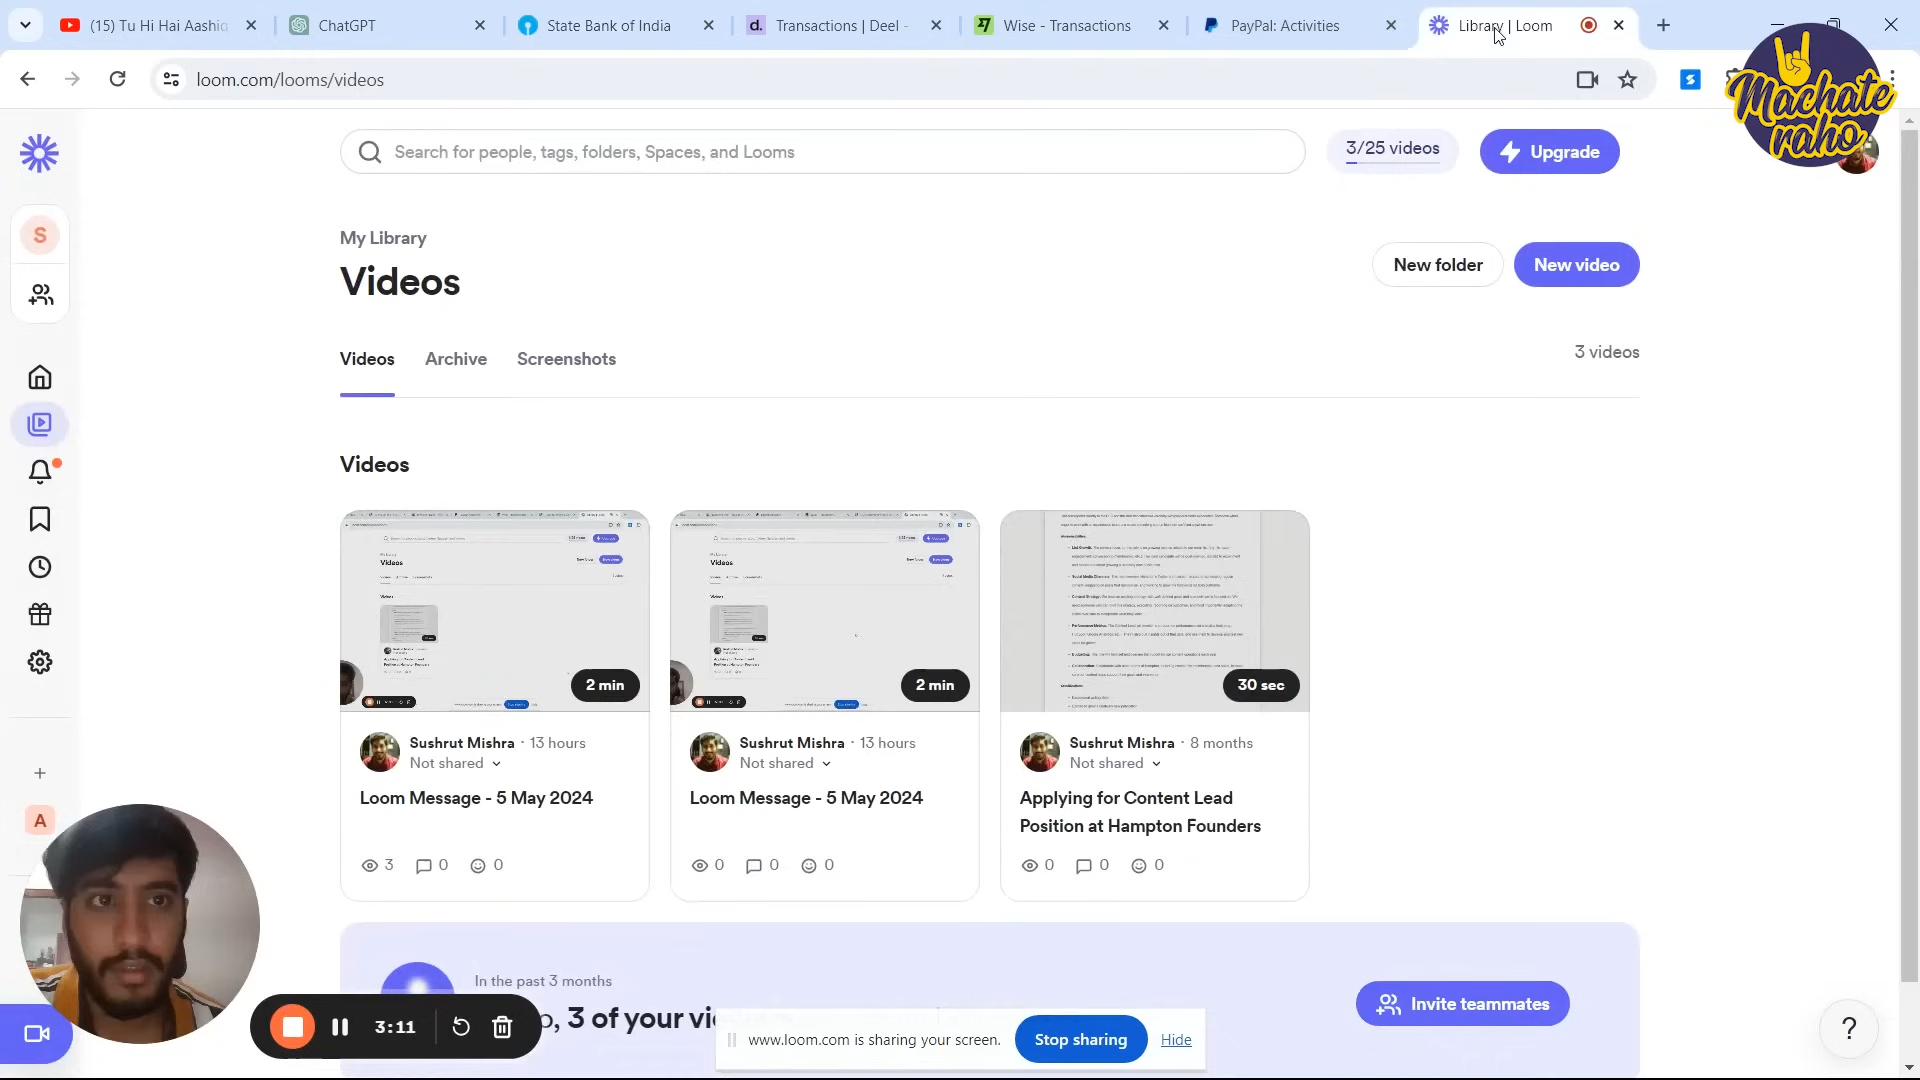 (15) Tu Hi Hai Aashiq
ChatGPT
State Bank of India
Transactions | Deel -
Wise - Transactions
PayPal: Activities
Library | Loom
loom.com/looms/videos
Machate
raho
Search for people, tags, folders, Spaces, and Looms
3/25 videos
Upgrade
S
My Library
Videos
New folder
New video
Videos
Archive
Screenshots
3 videos
Videos
2 min
2 min
30 sec
Sushrut Mishra · 13 hours
Not shared
Loom Message - 5 May 2024
3
0
0
Sushrut Mishra · 13 hours
Not shared
Loom Message - 5 May 2024
0
0
0
Sushrut Mishra · 8 months
Not shared
Applying for Content Lead
Position at Hampton Founders
0
0
0
A
In the past 3 months
o, 3 of your vi
Invite teammates
3:11
www.loom.com is sharing your screen.
Stop sharing
Hide
?